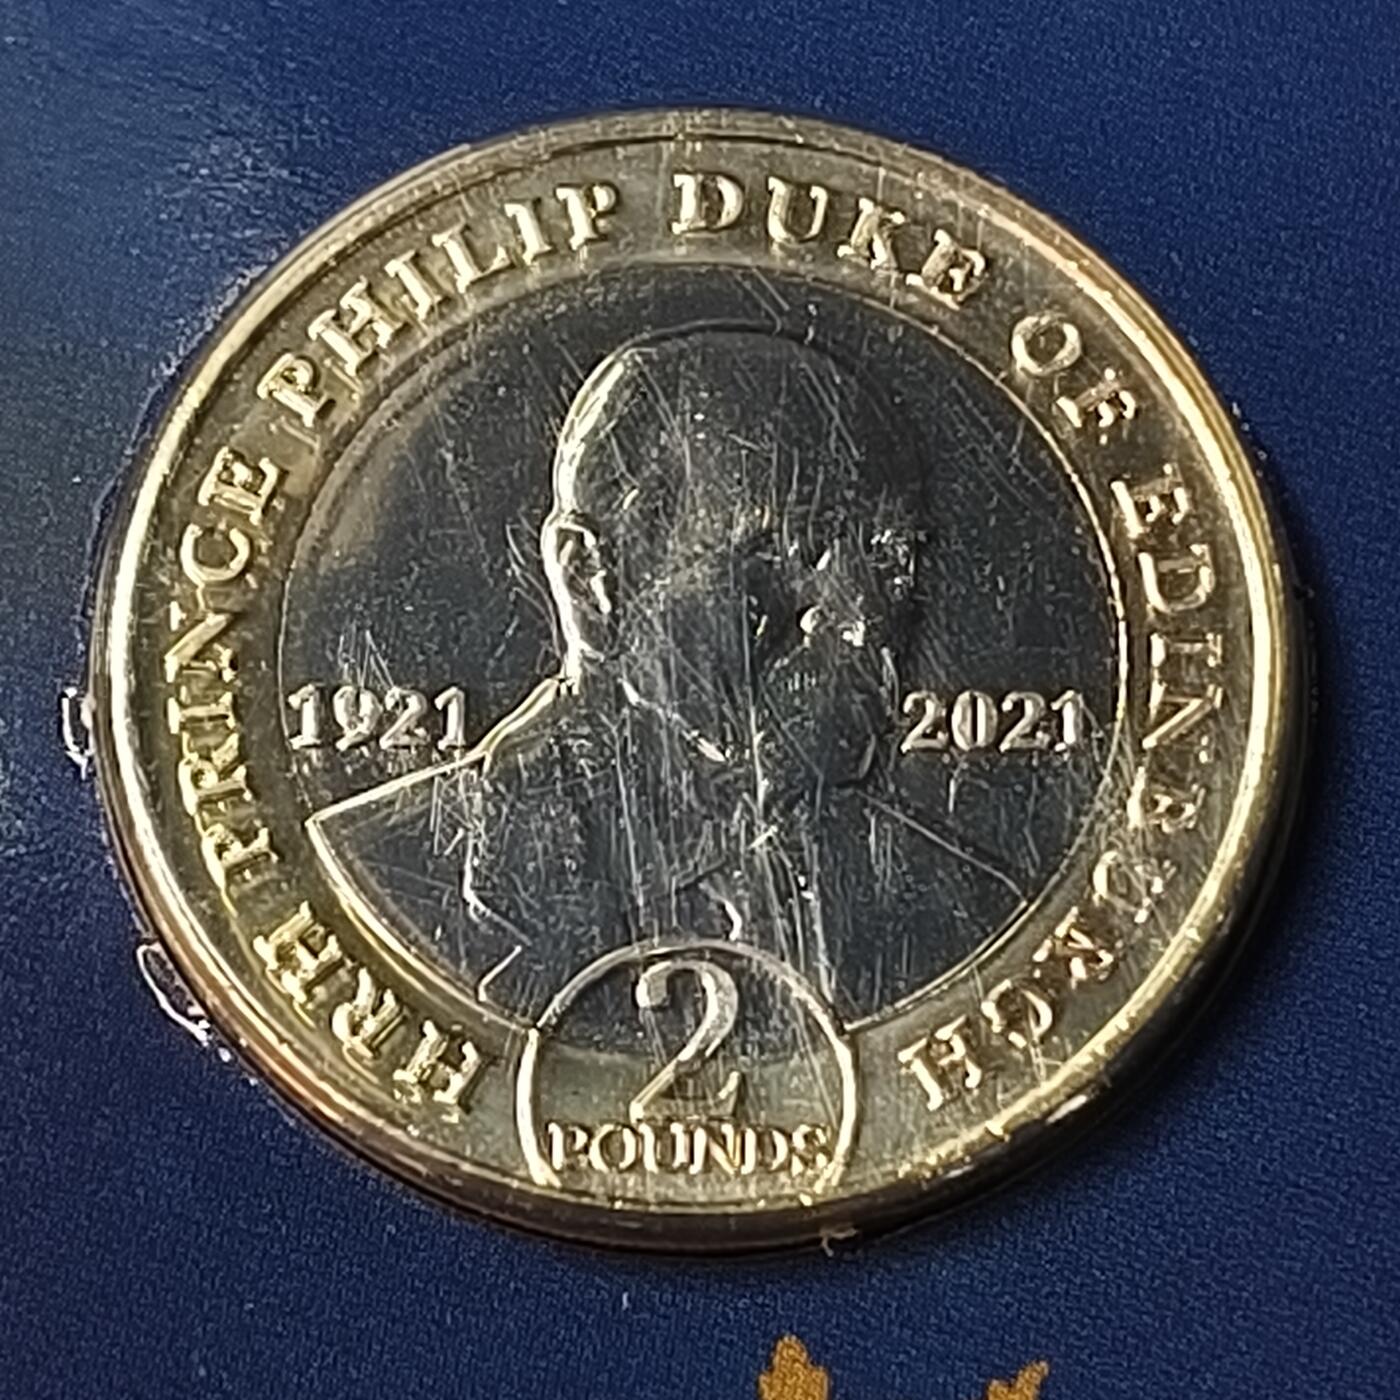 HRH PRINCE PHILIP DUKE OF EDINBURGH
1921
2021
2
POUNDS